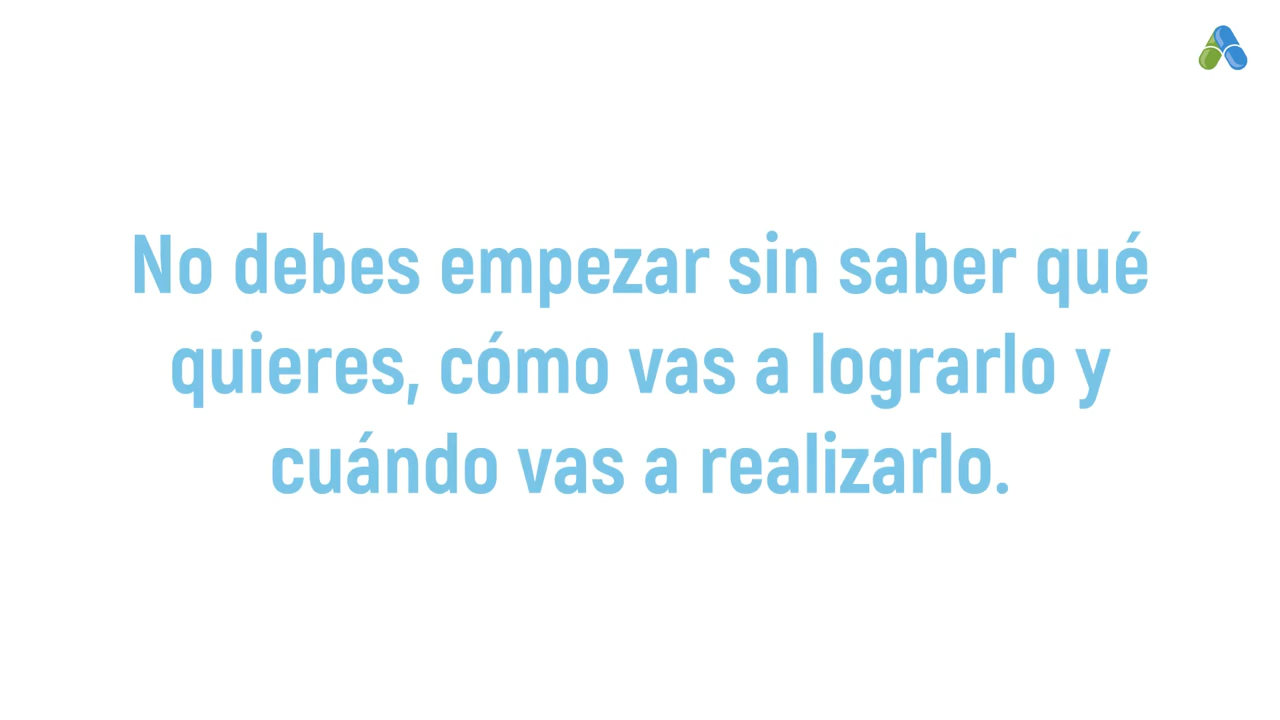 No debes empezar sin saber qué
quieres, cómo vas a lograrlo y
cuándo vas a realizarlo.